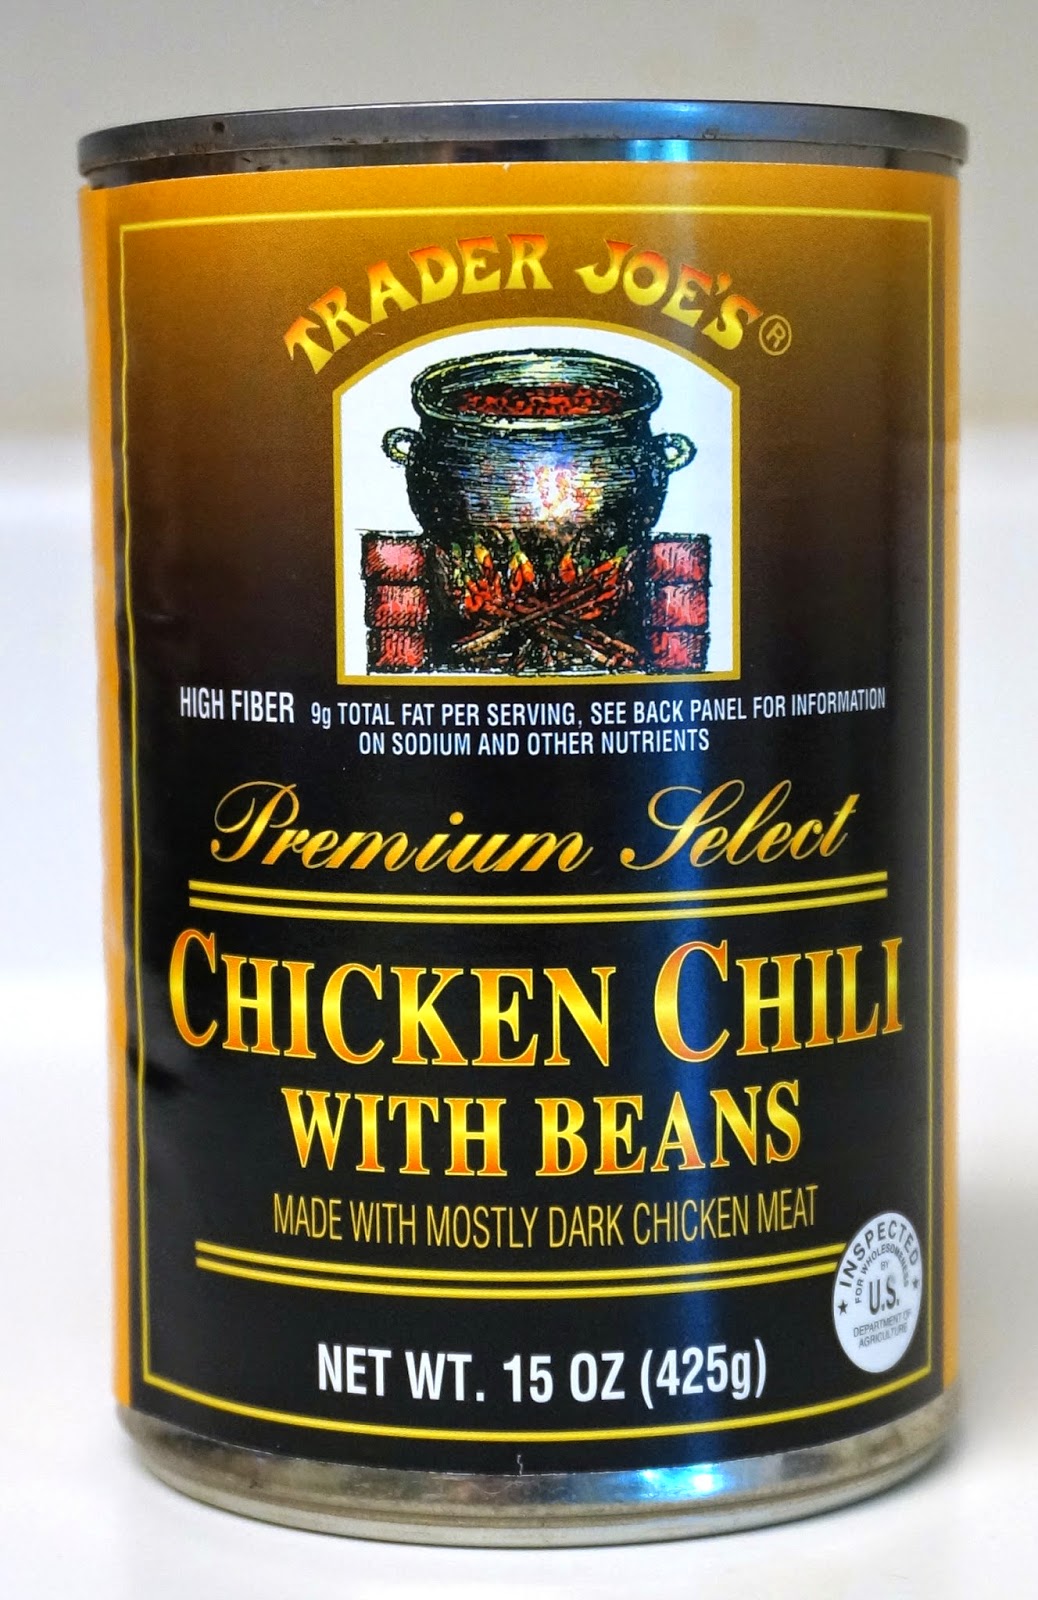 TRADER JOE'S®
HIGH FIBER 9g TOTAL FAT PER SERVING, SEE BACK PANEL FOR INFORMATION
ON SODIUM AND OTHER NUTRIENTS
Premium Select
CHICKEN CHILI
WITH BEANS
MADE WITH MOSTLY DARK CHICKEN MEAT
INSPECTED
FOR WHOLESOMENESS
BY
U.S.
DEPARTMENT OF
AGRICULTURE
NET WT. 15 OZ (425g)